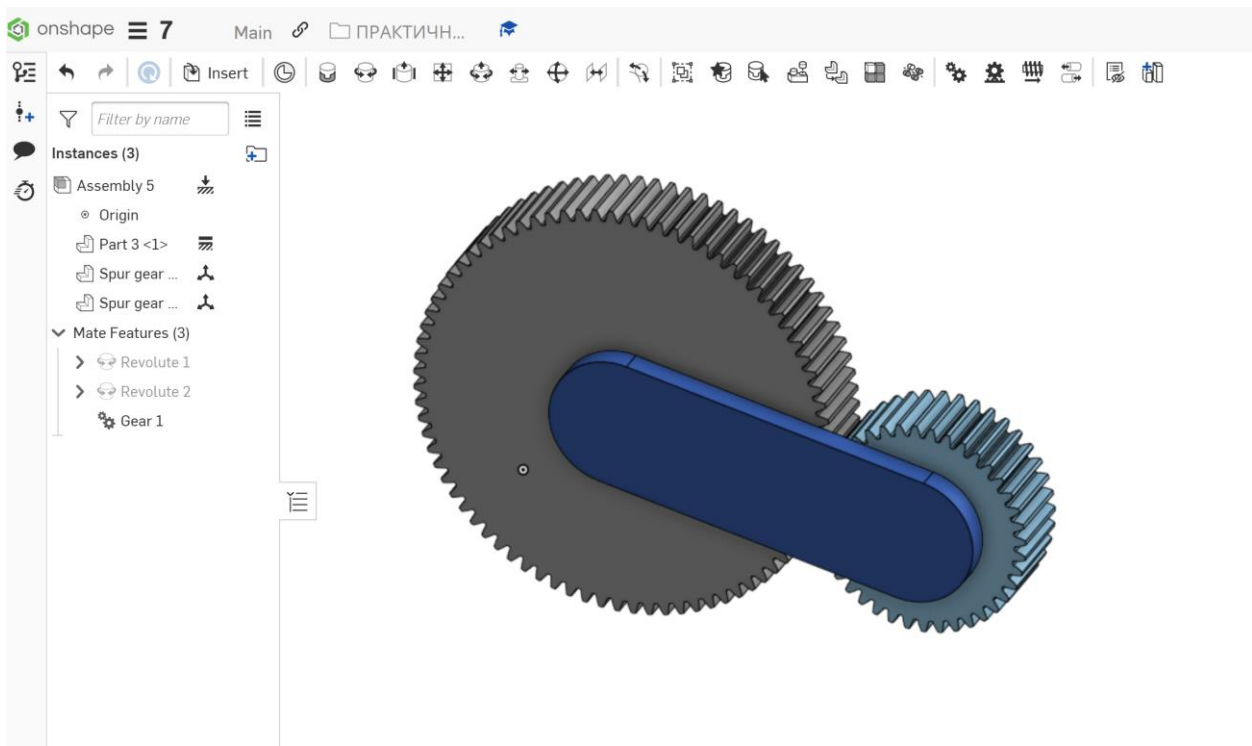 onshape 7 Main ПРАКТИЧН...
Insert
Filter by name
Instances (3)
Assembly 5
Origin
Part 3 <1>
Spur gear ...
Spur gear ...
Mate Features (3)
Revolute 1
Revolute 2
Gear 1